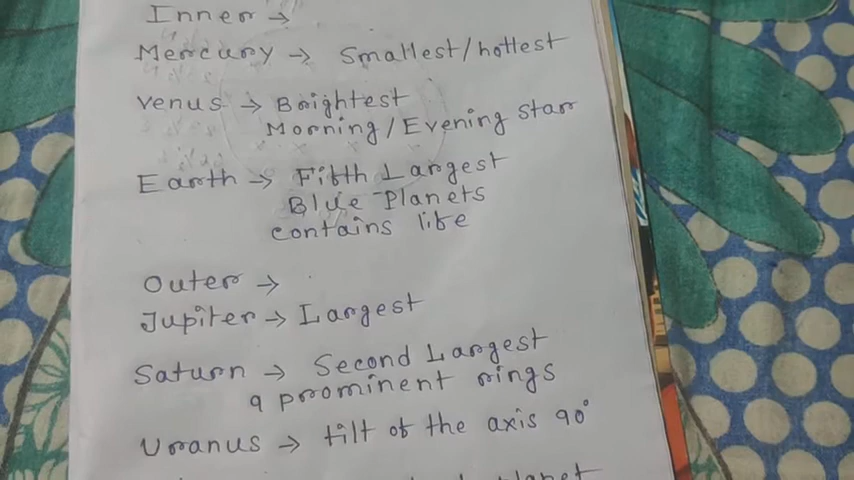 Inner →
Mercury → Smallest/hottest
Venus → Brightest
Morning/Evening star
Earth → Fifth Largest
Blue Planets
contains life
Outer →
Jupiter → Largest
Saturn → Second Largest
9 prominent rings
Uranus → tilt of the axis 90°
planet